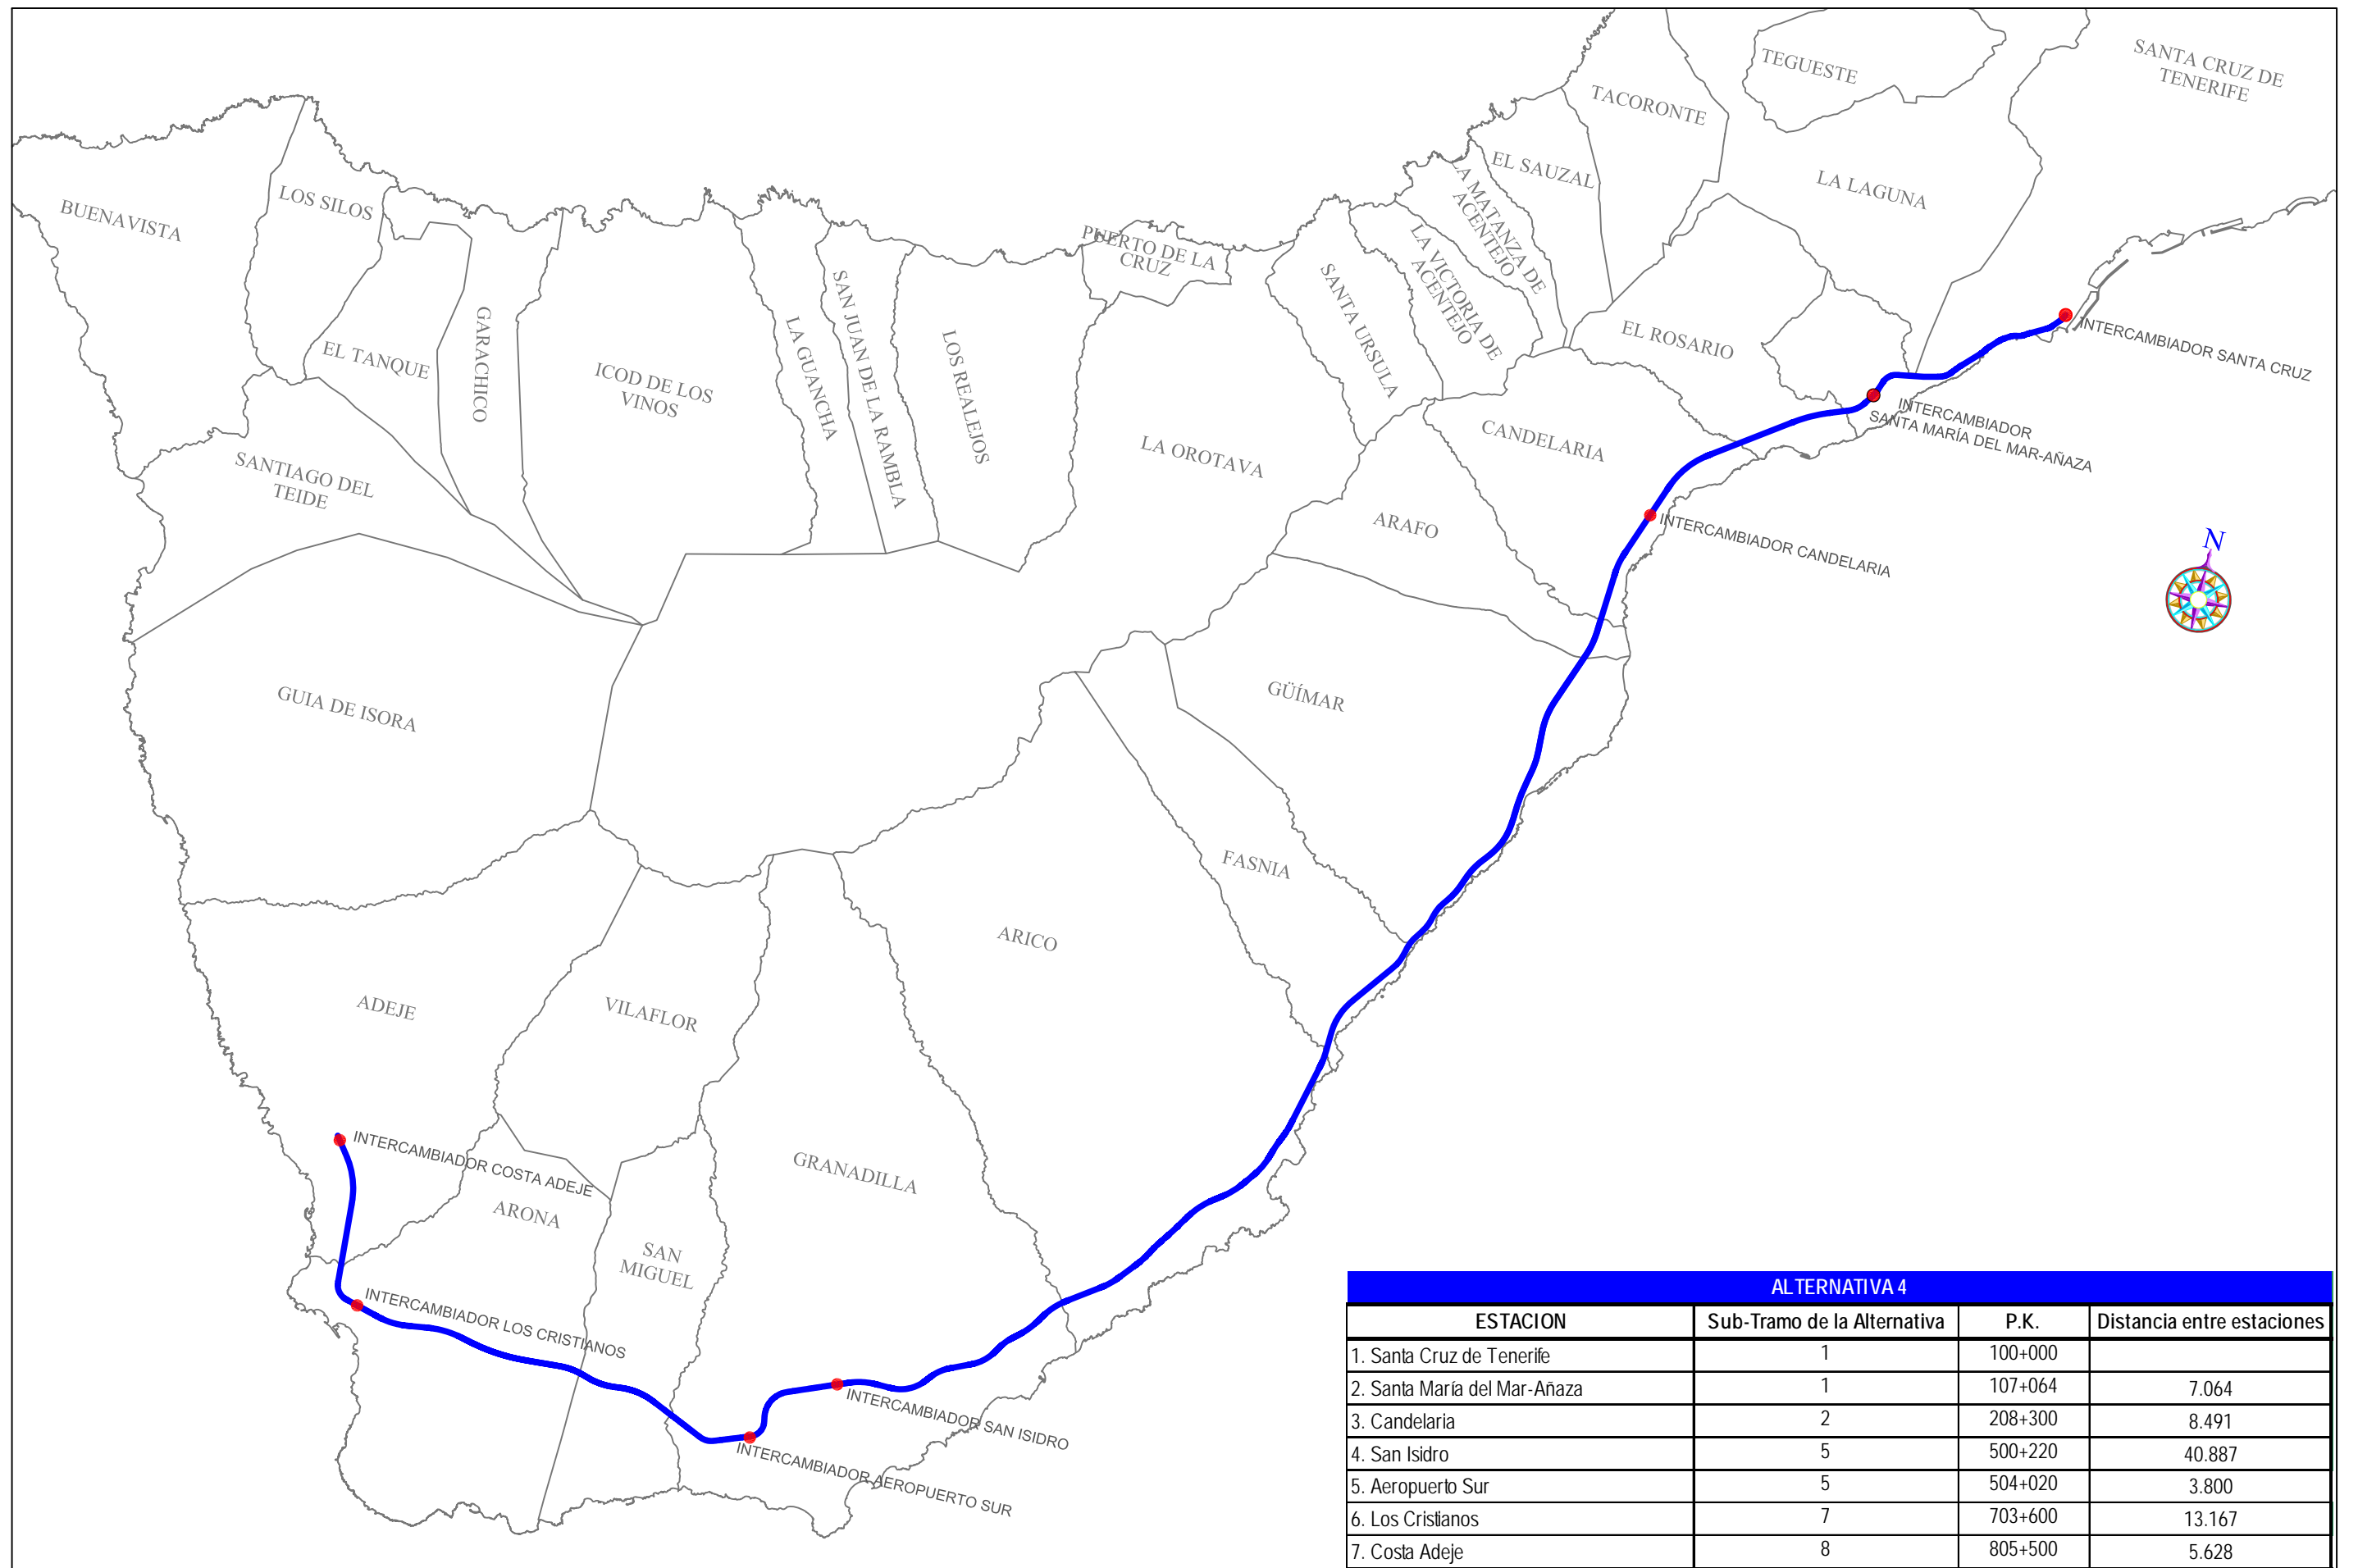 TEGUESTE
SANTA CRUZ DE
TENERIFE
TACORONTE
EL SAUZAL
LA LAGUNA
LA MATANZA DE
ACENTEJO
BUENAVISTA
LOS SILOS
PUERTO DE LA
CRUZ
LA VICTORIA DE
ACENTEJO
SANTA URSULA
EL ROSARIO
INTERCAMBIADOR SANTA CRUZ
EL TANQUE
GARACHICO
ICOD DE LOS
VINOS
LA GUANCHA
SAN JUAN DE LA RAMBLA
LOS REALEJOS
LA OROTAVA
CANDELARIA
INTERCAMBIADOR
SANTA MARÍA DEL MAR-AÑAZA
SANTIAGO DEL
TEIDE
ARAFO
INTERCAMBIADOR CANDELARIA
N
GUIA DE ISORA
GÜÍMAR
FASNIA
ARICO
ADEJE
VILAFLOR
INTERCAMBIADOR COSTA ADEJE
GRANADILLA
ARONA
SAN
MIGUEL
INTERCAMBIADOR LOS CRISTIANOS
INTERCAMBIADOR SAN ISIDRO
INTERCAMBIADOR AEROPUERTO SUR
ALTERNATIVA 4
ESTACION Sub-Tramo de la Alternativa P.K. Distancia entre estaciones
1. Santa Cruz de Tenerife 1 100+000
2. Santa María del Mar-Añaza 1 107+064 7.064
3. Candelaria 2 208+300 8.491
4. San Isidro 5 500+220 40.887
5. Aeropuerto Sur 5 504+020 3.800
6. Los Cristianos 7 703+600 13.167
7. Costa Adeje 8 805+500 5.628